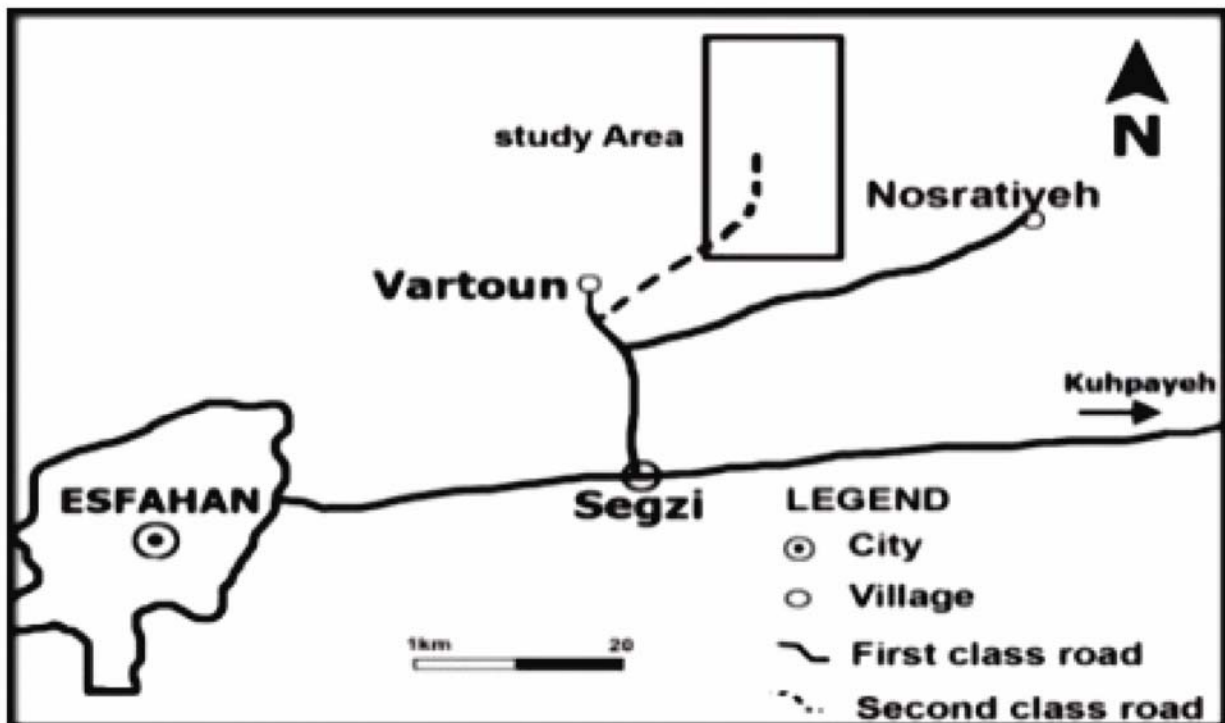 study Area
N
Nosratiyeh
Vartoun
Kuhpayeh
ESFAHAN
Segzi
LEGEND
City
Village
First class road
Second class road
1km 20